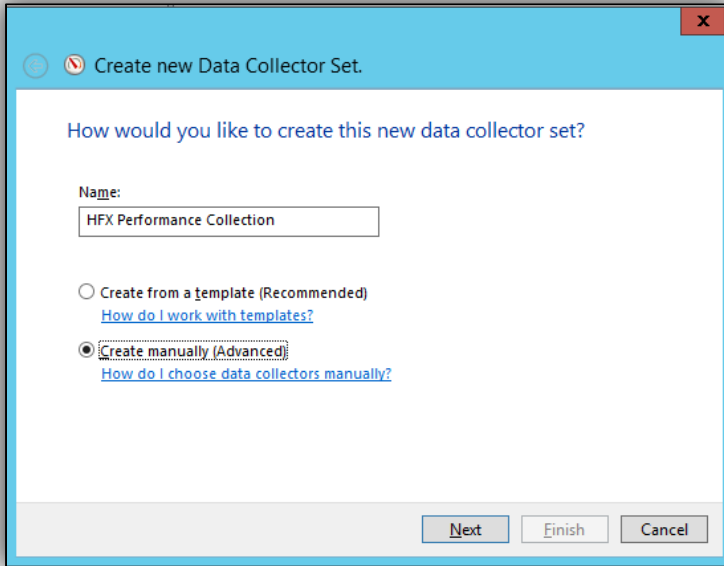 x
Create new Data Collector Set.
How would you like to create this new data collector set?
Name:
HFX Performance Collection
Create from a template (Recommended)
How do I work with templates?
Create manually (Advanced)
How do I choose data collectors manually?
Next Finish Cancel